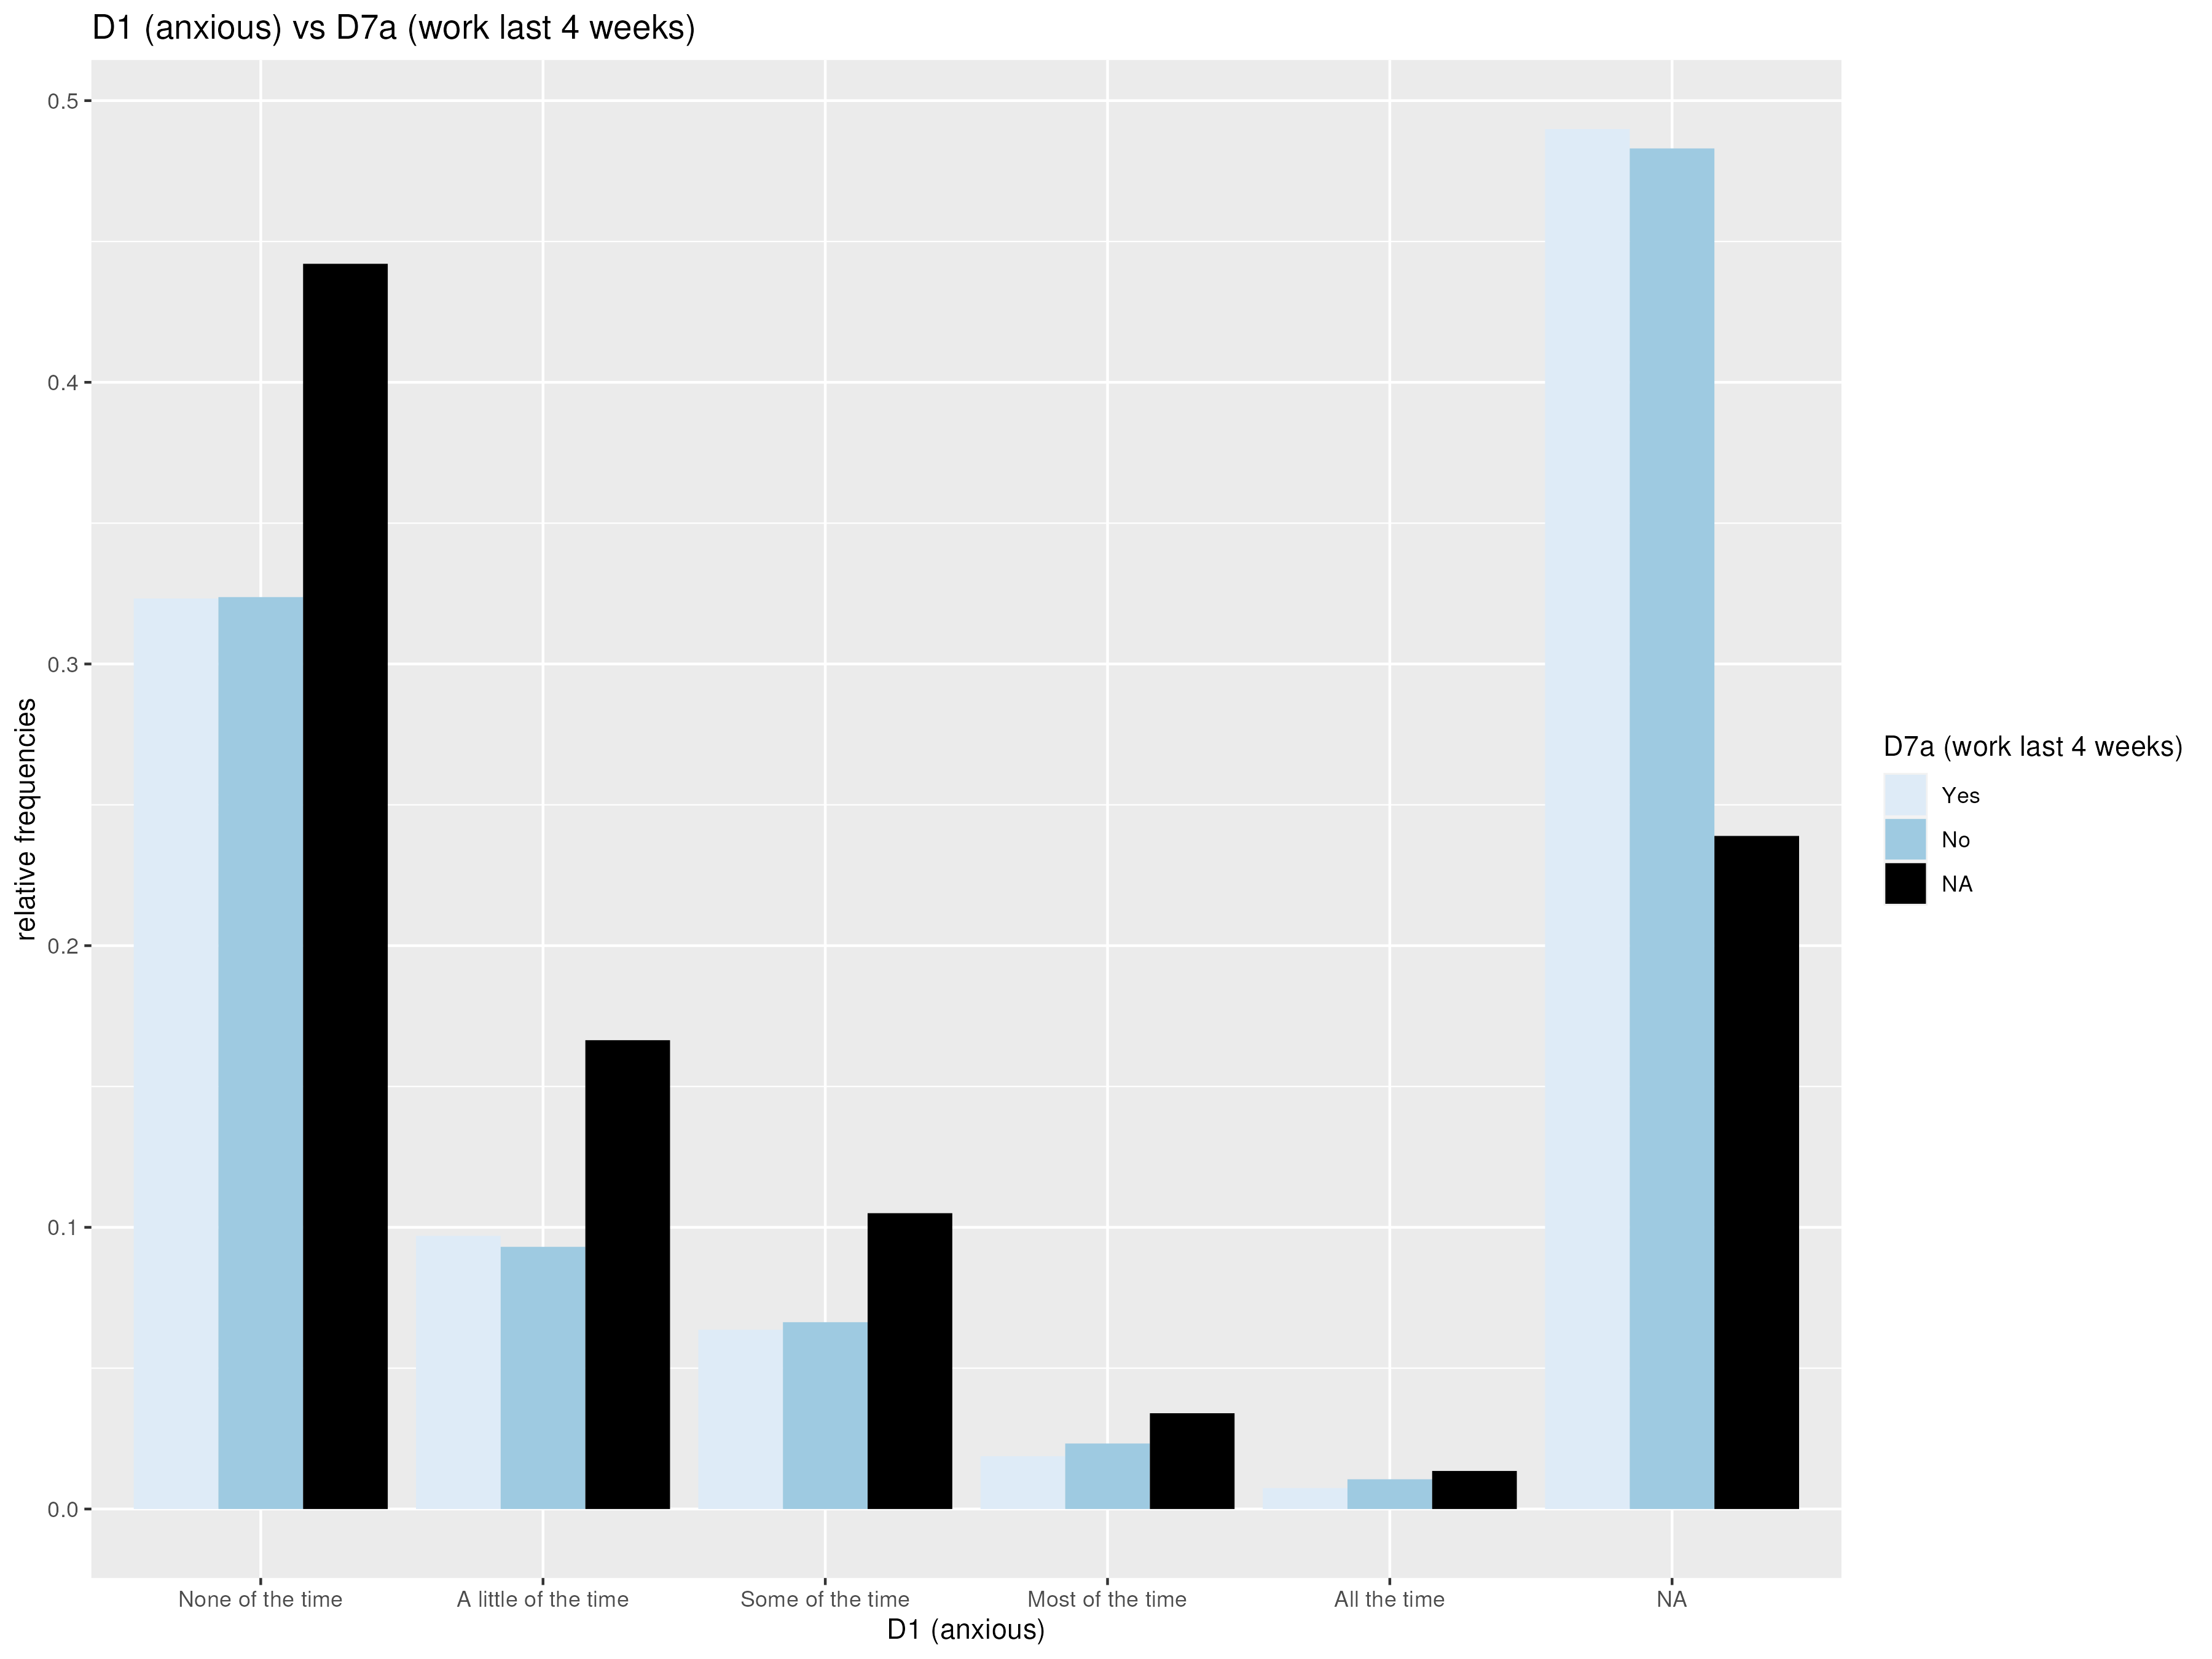 D1 (anxious) vs D7a (work last 4 weeks)
0.5
0.4
0.3
0.2
0.1
0.0
relative frequencies
None of the time
A little of the time
Some of the time
Most of the time
All the time
NA
D1 (anxious)
D7a (work last 4 weeks)
Yes
No
NA